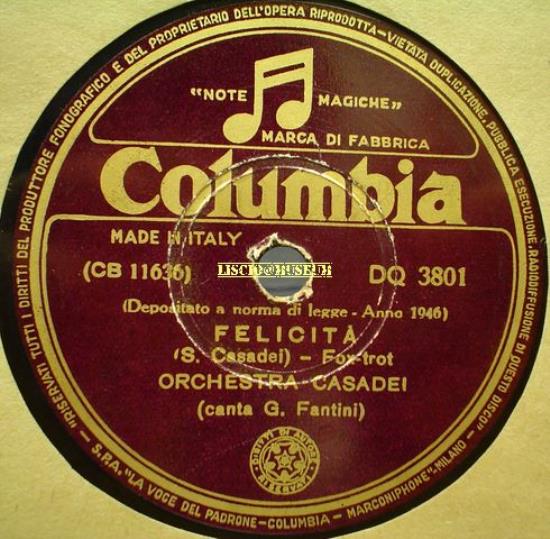 "RISERVATI TUTTI I DIRITTI DEL PRODUTTORE FONOGRAFICO E DEL PROPRIETARIO DELL'OPERA RIPRODOTTA - VIETATA DUPLICAZIONE, PUBBLICA ESECUZIONE, RADIODIFFUSIONE DI QUESTO DISCO"
"NOTE MAGICHE"
MARCA DI FABBRICA
Columbia
MADE IN ITALY
(CB 11636) DQ 3801
LISCIO@MUSEUM
(Depositato a norma di legge - Anno 1946)
FELICITÀ
(S. Casadei) - Fox-trot
ORCHESTRA CASADEI
(canta G. Fantini)
DIRITTI DI AUTORE
RISERVATI
- S.P.A. "LA VOCE DEL PADRONE - COLUMBIA - MARCONIPHONE" - MILANO -